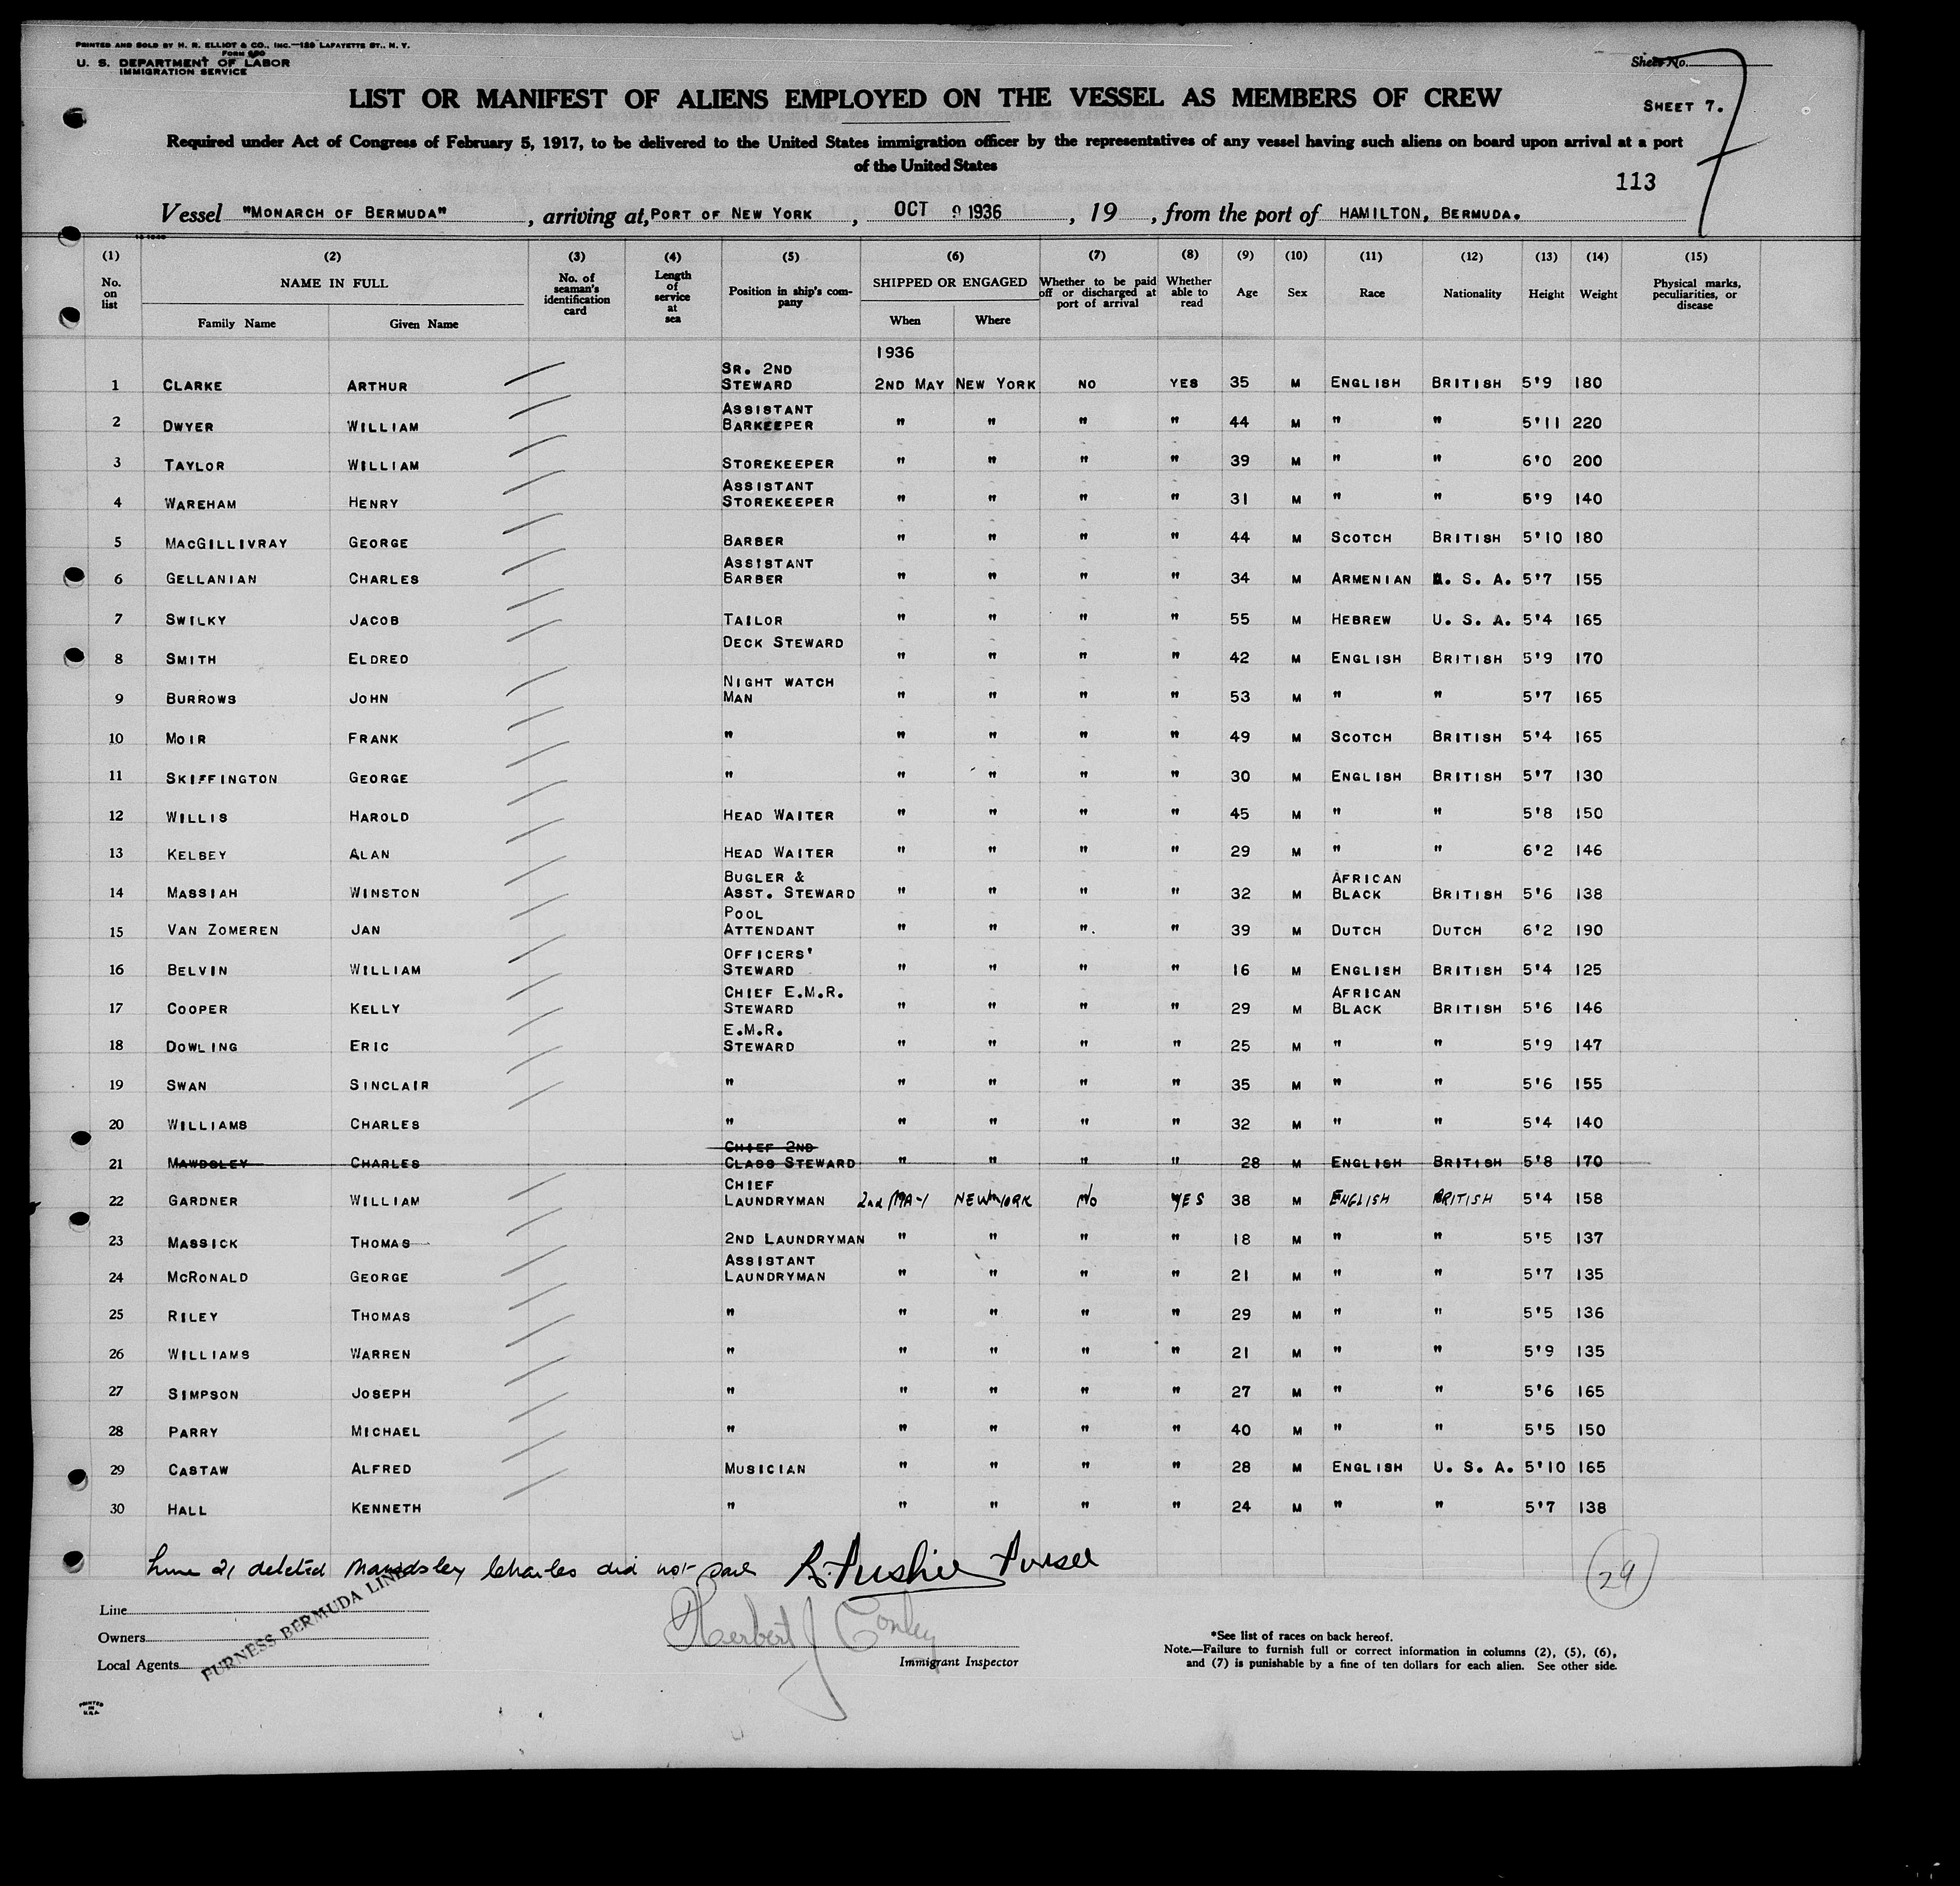 PRINTED AND SOLD BY H. R. ELLIOT & CO., INC.—129 LAFAYETTE ST., N. Y.
FORM 680
U. S. DEPARTMENT OF LABOR
IMMIGRATION SERVICE
Sheet No.
7
LIST OR MANIFEST OF ALIENS EMPLOYED ON THE VESSEL AS MEMBERS OF CREW
SHEET 7.
Required under Act of Congress of February 5, 1917, to be delivered to the United States immigration officer by the representatives of any vessel having such aliens on board upon arrival at a port
of the United States
113
Vessel "MONARCH OF BERMUDA" , arriving at, PORT OF NEW YORK , OCT 9 1936 , 19 , from the port of HAMILTON, BERMUDA.
(1) (2) (3) (4) (5) (6) (7) (8) (9) (10) (11) (12) (13) (14) (15)
No. on list NAME IN FULL Family Name Given Name No. of seaman's identification card Length of service at sea Position in ship's company SHIPPED OR ENGAGED When Where Whether to be paid off or discharged at port of arrival Whether able to read Age Sex Race Nationality Height Weight Physical marks, peculiarities, or disease
1936
1 CLARKE ARTHUR SR. 2ND STEWARD 2ND MAY NEW YORK NO YES 35 M ENGLISH BRITISH 5'9 180
2 DWYER WILLIAM ASSISTANT BARKEEPER " " " " 44 M " " 5'11 220
3 TAYLOR WILLIAM STOREKEEPER " " " " 39 M " " 6'0 200
4 WAREHAM HENRY ASSISTANT STOREKEEPER " " " " 31 M " " 5'9 140
5 MACGILLIVRAY GEORGE BARBER " " " " 44 M SCOTCH BRITISH 5'10 180
6 GELLANIAN CHARLES ASSISTANT BARBER " " " " 34 M ARMENIAN U. S. A. 5'7 155
7 SWILKY JACOB TAILOR " " " " 55 M HEBREW U. S. A. 5'4 165
8 SMITH ELDRED DECK STEWARD " " " " 42 M ENGLISH BRITISH 5'9 170
9 BURROWS JOHN NIGHT WATCH MAN " " " " 53 M " " 5'7 165
10 MOIR FRANK " " " " " 49 M SCOTCH BRITISH 5'4 165
11 SKIFFINGTON GEORGE " " " " " 30 M ENGLISH BRITISH 5'7 130
12 WILLIS HAROLD HEAD WAITER " " " " 45 M " " 5'8 150
13 KELSEY ALAN HEAD WAITER " " " " 29 M " " 6'2 146
14 MASSIAH WINSTON BUGLER & ASST. STEWARD " " " " 32 M AFRICAN BLACK BRITISH 5'6 138
15 VAN ZOMEREN JAN POOL ATTENDANT " " " " 39 M DUTCH DUTCH 6'2 190
16 BELVIN WILLIAM OFFICERS' STEWARD " " " " 16 M ENGLISH BRITISH 5'4 125
17 COOPER KELLY CHIEF E.M.R. STEWARD " " " " 29 M AFRICAN BLACK BRITISH 5'6 146
18 DOWLING ERIC E.M.R. STEWARD " " " " 25 M " " 5'9 147
19 SWAN SINCLAIR " " " " " 35 M " " 5'6 155
20 WILLIAMS CHARLES " " " " " 32 M " " 5'4 140
21 MAWDSLEY CHARLES CHIEF 2ND CLASS STEWARD " " " " 28 M ENGLISH BRITISH 5'8 170
22 GARDNER WILLIAM CHIEF LAUNDRYMAN 2nd MAY NEW YORK No YES 38 M ENGLISH BRITISH 5'4 158
23 MASSICK THOMAS 2ND LAUNDRYMAN " " " " 18 M " " 5'5 137
24 MCRONALD GEORGE ASSISTANT LAUNDRYMAN " " " " 21 M " " 5'7 135
25 RILEY THOMAS " " " " " 29 M " " 5'5 136
26 WILLIAMS WARREN " " " " " 21 M " " 5'9 135
27 SIMPSON JOSEPH " " " " " 27 M " " 5'6 165
28 PARRY MICHAEL " " " " " 40 M " " 5'5 150
29 CASTAW ALFRED MUSICIAN " " " " 28 M ENGLISH U. S. A. 5'10 165
30 HALL KENNETH " " " " " 24 M " " 5'7 138
Line 21 deleted Mawdsley Charles did not sail Purser
29
Line
Owners
Local Agents
FURNESS BERMUDA LINE
Herbert J Conley
Immigrant Inspector
*See list of races on back hereof.
Note.—Failure to furnish full or correct information in columns (2), (5), (6),
and (7) is punishable by a fine of ten dollars for each alien. See other side.
PRINTED
IN
U.S.A.